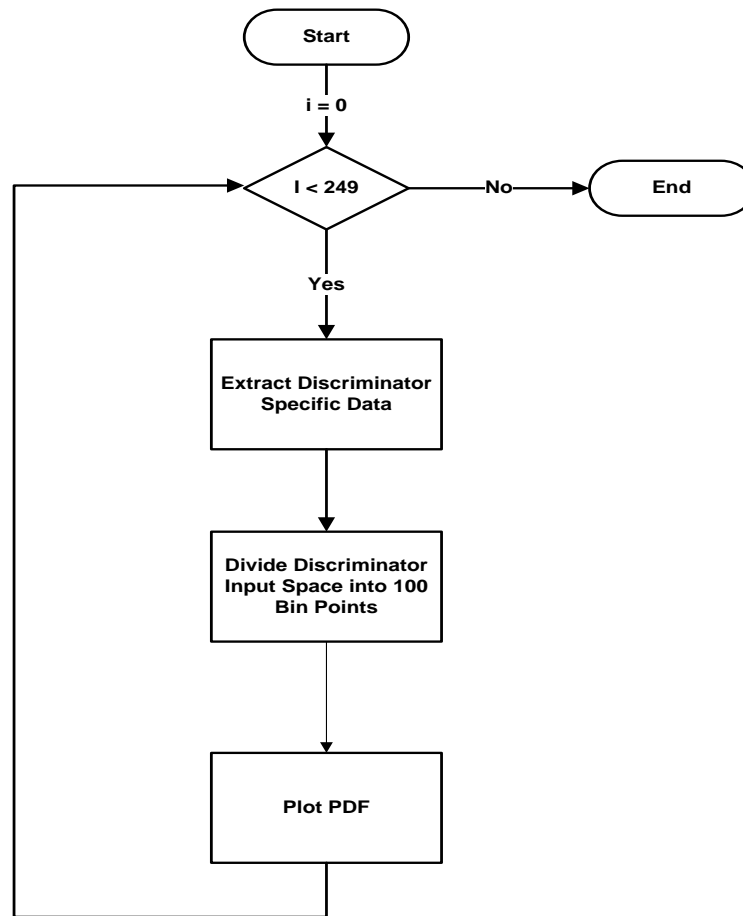 Start
i = 0
I < 249
No
End
Yes
Extract Discriminator
Specific Data
Divide Discriminator
Input Space into 100
Bin Points
Plot PDF